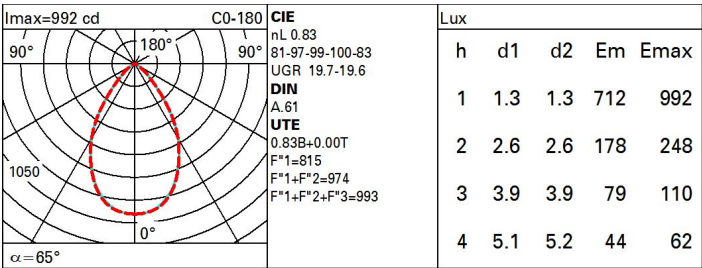 Imax=992 cd C0-180
90° 180° 90°
1050
0°
α=65°
CIE
nL 0.83
81-97-99-100-83
UGR 19.7-19.6
DIN
A.61
UTE
0.83B+0.00T
F"1=815
F"1+F"2=974
F"1+F"2+F"3=993
Lux
h d1 d2 Em Emax
1 1.3 1.3 712 992
2 2.6 2.6 178 248
3 3.9 3.9 79 110
4 5.1 5.2 44 62